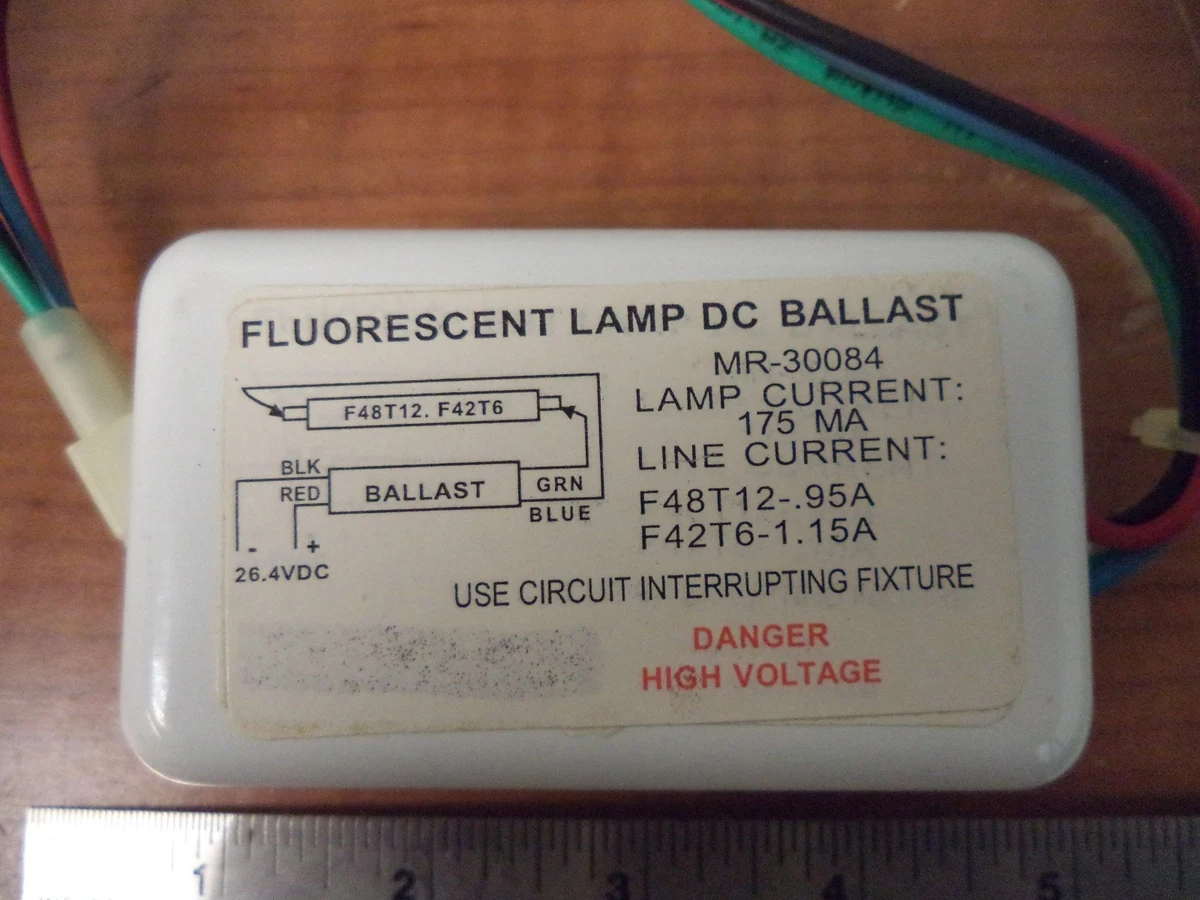 FLUORESCENT LAMP DC BALLAST
MR-30084
LAMP CURRENT:
175 MA
LINE CURRENT:
F48T12-.95A
F42T6-1.15A
F48T12. F42T6
BLK
RED
BALLAST
GRN
BLUE
- +
26.4VDC
USE CIRCUIT INTERRUPTING FIXTURE
DANGER
HIGH VOLTAGE
1 2 3 4 5